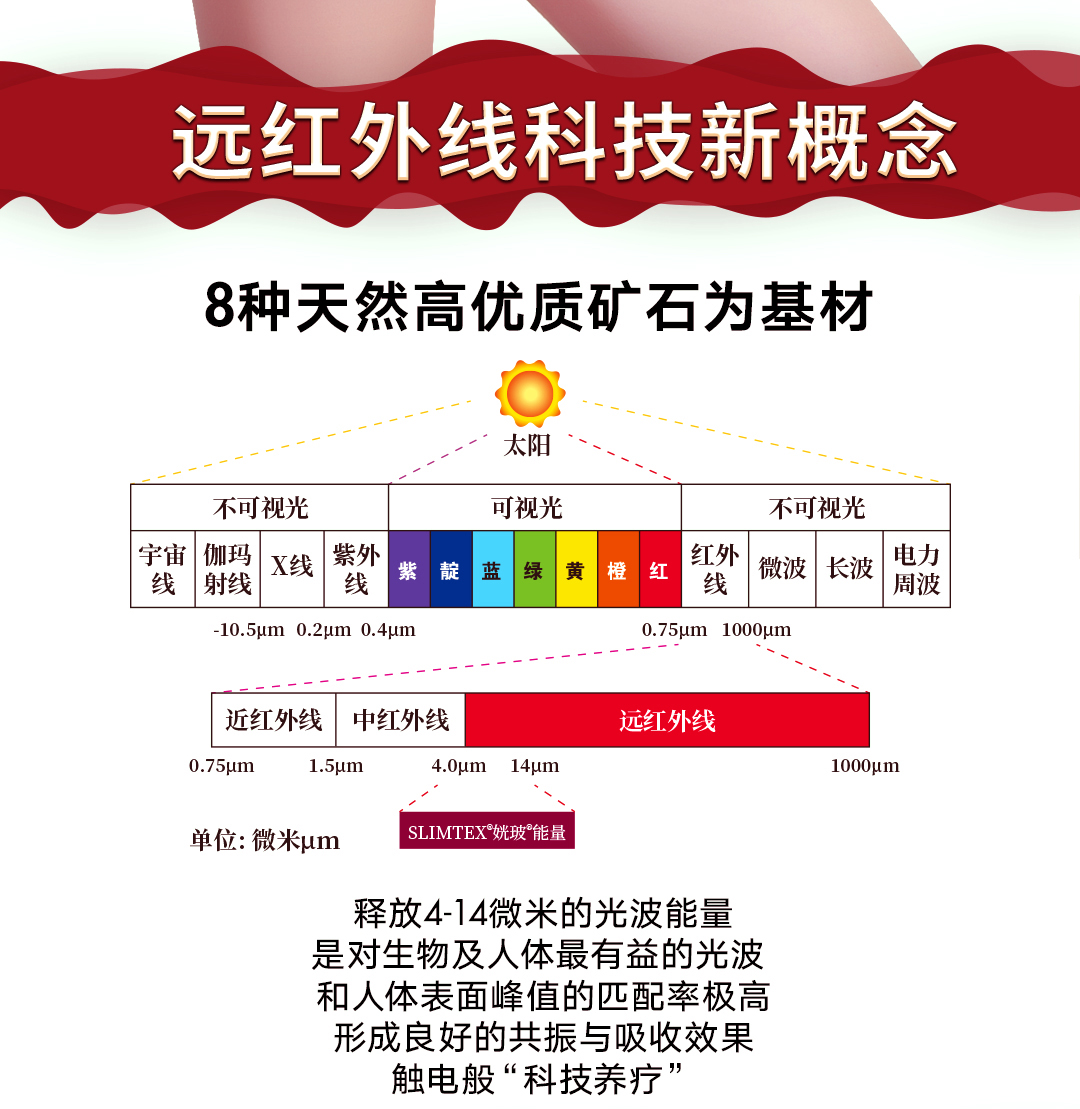 远红外线科技新概念
8种天然高优质矿石为基材
太阳
不可视光 可视光 不可视光
宇宙线 伽玛射线 X线 紫外线 紫 靛 蓝 绿 黄 橙 红 红外线 微波 长波 电力周波
-10.5μm 0.2μm 0.4μm 0.75μm 1000μm
近红外线 中红外线 远红外线
0.75μm 1.5μm 4.0μm 14μm 1000μm
SLIMTEX®姯玻®能量
单位: 微米μm
释放4-14微米的光波能量
是对生物及人体最有益的光波
和人体表面峰值的匹配率极高
形成良好的共振与吸收效果
触电般“科技养疗”